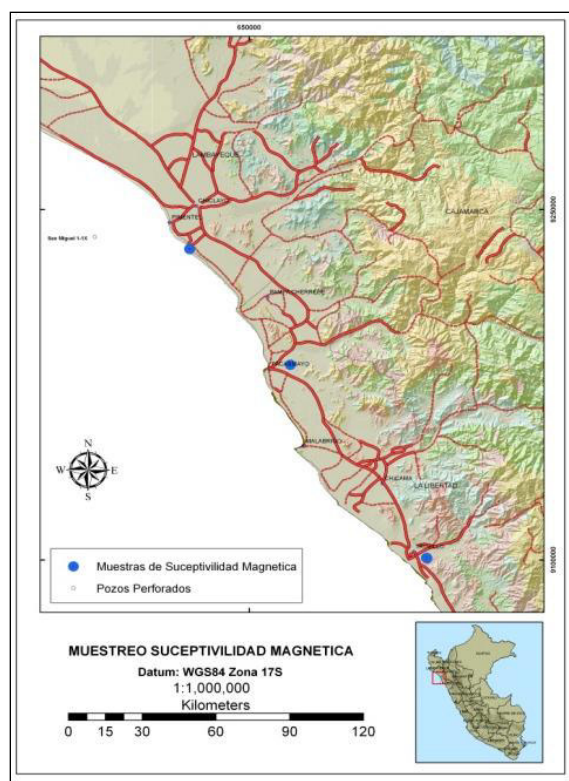 650000
LAMBAYEQUE
CHICLAYO
PIMENTEL
CAJAMARCA
9250000
San Miguel 1-1X
PACASMAYO
MALABRIGO
CHICAMA
LA LIBERTAD
9100000
N
W E
S
Muestras de Suceptivilidad Magnetica
Pozos Perforados
MUESTREO SUCEPTIVILIDAD MAGNETICA
Datum: WGS84 Zona 17S
1:1,000,000
Kilometers
0 15 30 60 90 120